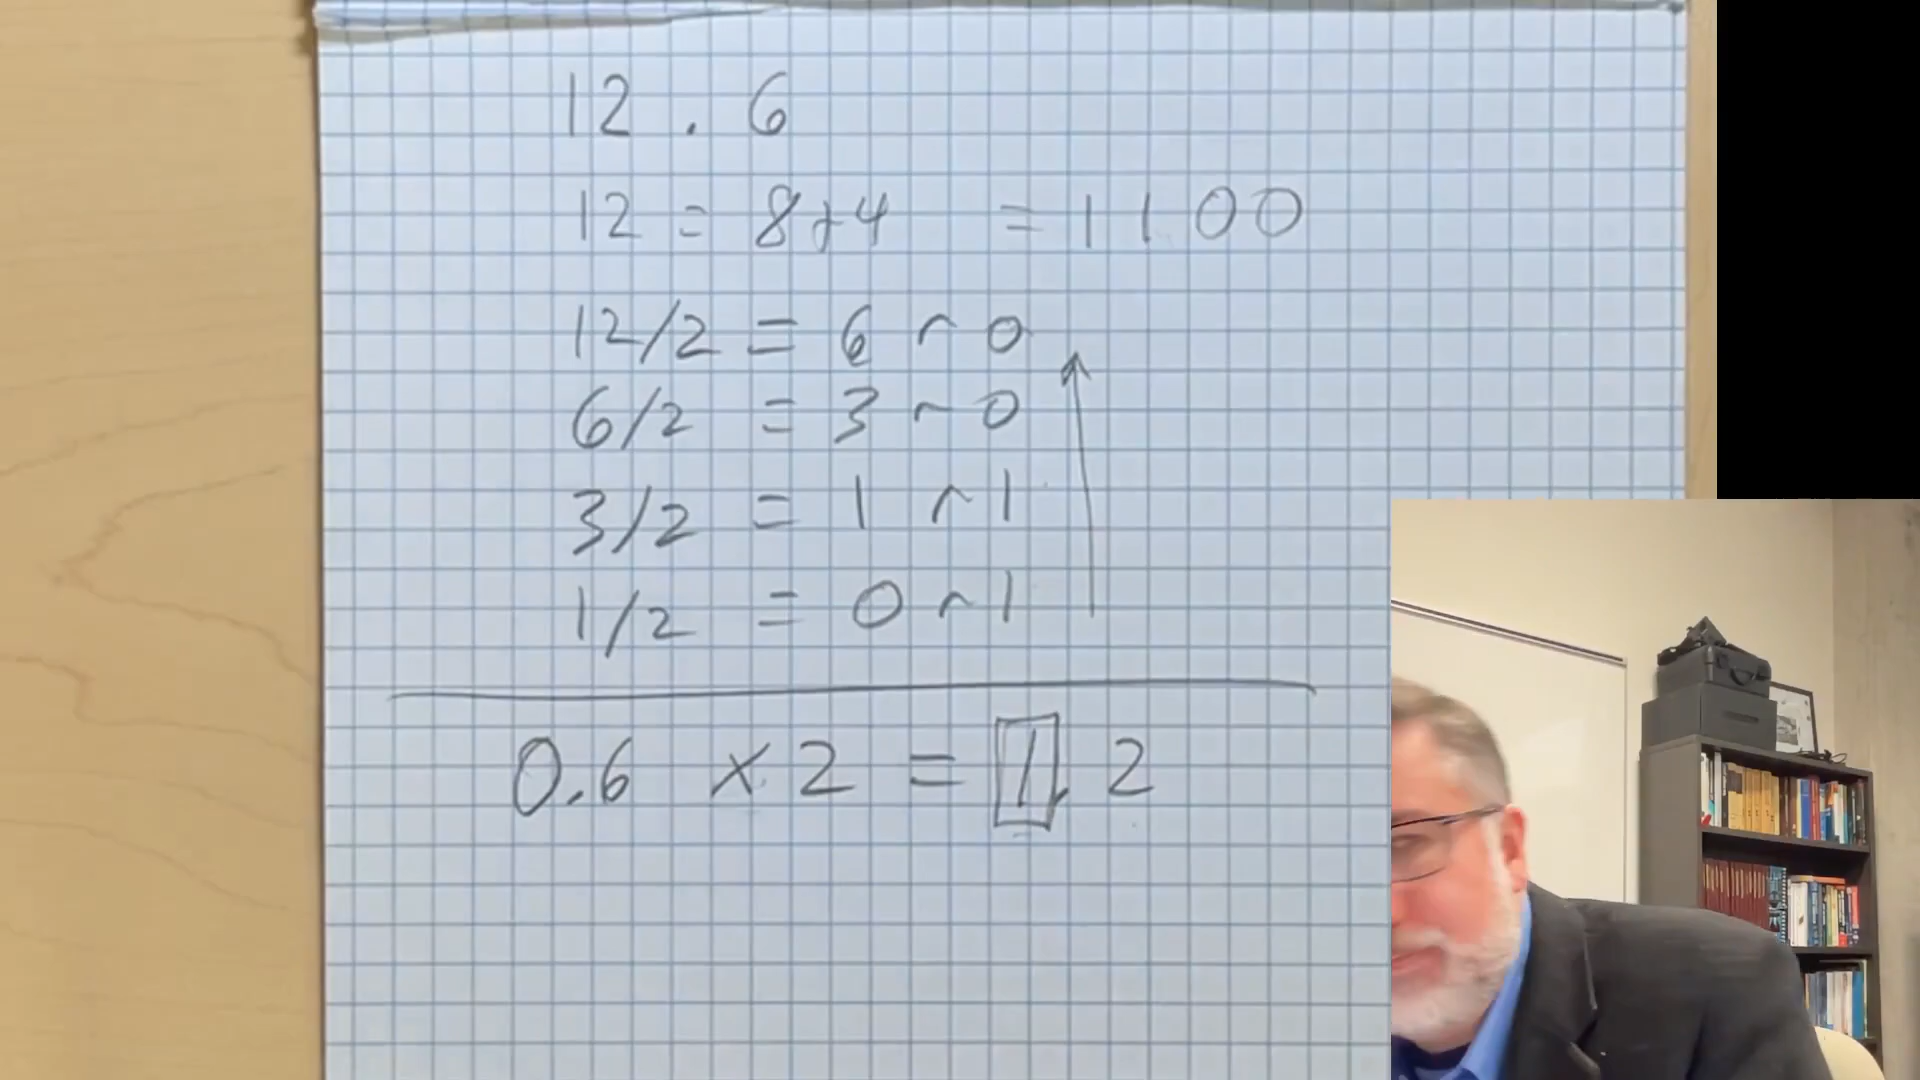 12 . 6
12 = 8+4 = 1100
12/2 = 6 r 0
6/2 = 3 r 0
3/2 = 1 r 1
1/2 = 0 r 1
0.6 x 2 = 1.2